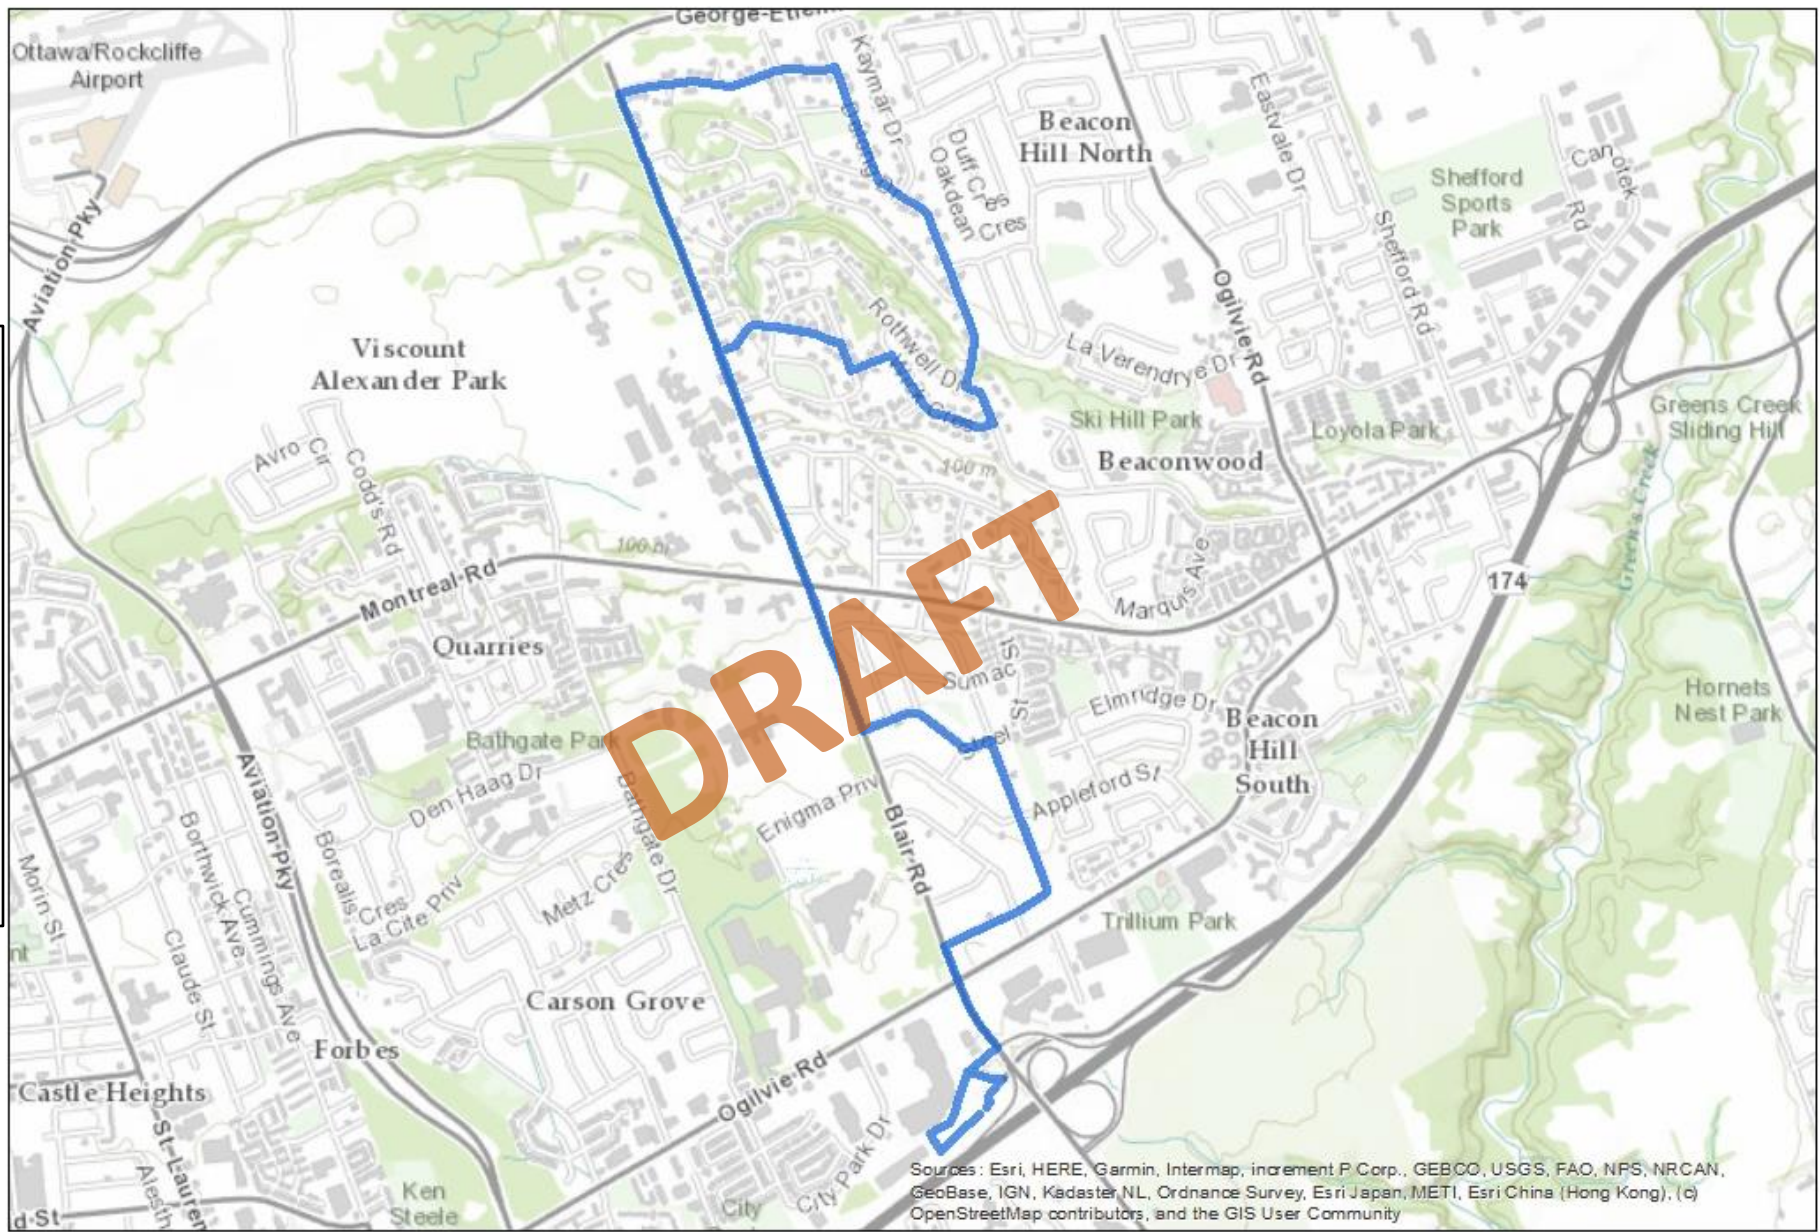 George-Etienn
Ottawa/Rockcliffe
Airport
Kaymar Dr
Eastvale Dr
Beacon
Hill North
Duff Cr
Oakdean
Cres
Canotek
Rd
Shefford
Sports
Park
Shefford Rd
Aviation-Pky
Ogilvie Rd
Rothwell Dr
La Verendrye Dr
Viscount
Alexander Park
Cres
Ski Hill Park
Loyola Park
Greens Creek
Sliding Hill
Avro Cir
Codd's Rd
100 m
Beaconwood
Green's Creek
100 m
Montreal-Rd
Marquis Ave
174
Quarries
DRAFT
St
Sumac
St
Elmridge Dr
Beacon
Hill
South
Hornets
Nest Park
Bathgate Park
Den Haag Dr
Steel
Appleford St
Enigma Priv
Bathgate Dr
Aviation-Pky
Blair-Rd
Borthwick Ave
Borealis
Cres
La Cite Priv
Metz Cres
Morin St
Cummings Ave
Claude St
Trillium Park
nt
Carson Grove
Forbes
Ogilvie-Rd
Castle Heights
St-Lauren
City Park Dr
Ken
Steele
City
d-St
Sources: Esri, HERE, Garmin, Intermap, increment P Corp., GEBCO, USGS, FAO, NPS, NRCAN,
GeoBase, IGN, Kadaster NL, Ordnance Survey, Esri Japan, METI, Esri China (Hong Kong), (c)
OpenStreetMap contributors, and the GIS User Community